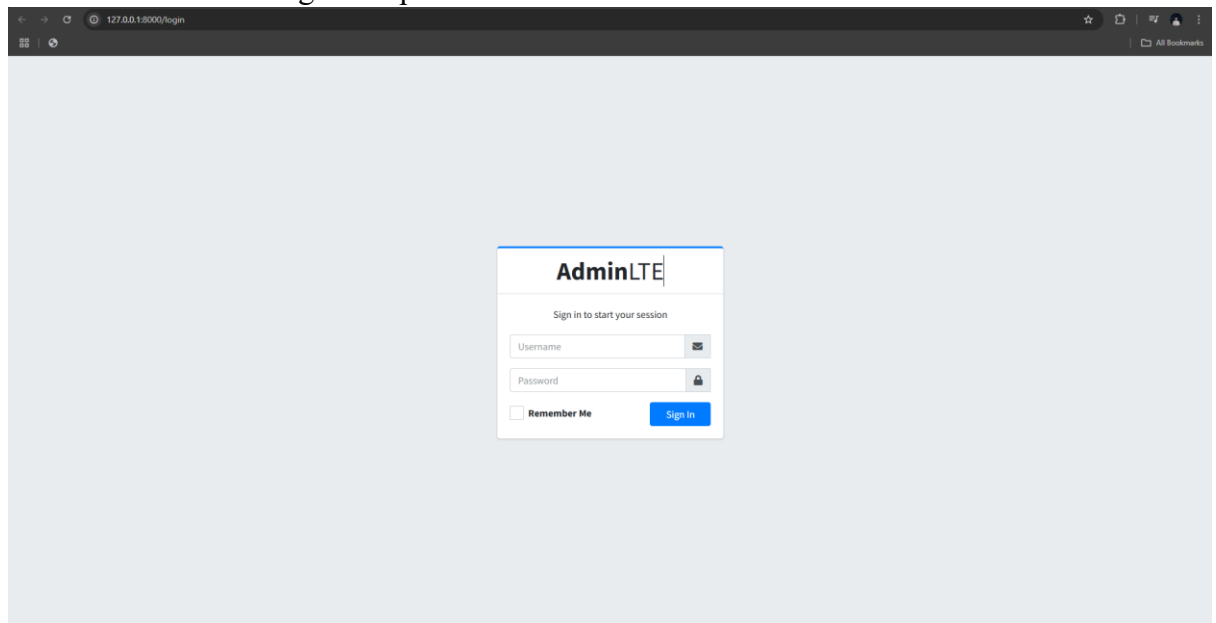 127.0.0.1:8000/login
All Bookmarks
AdminLTE
Sign in to start your session
Username
Password
Remember Me
Sign In